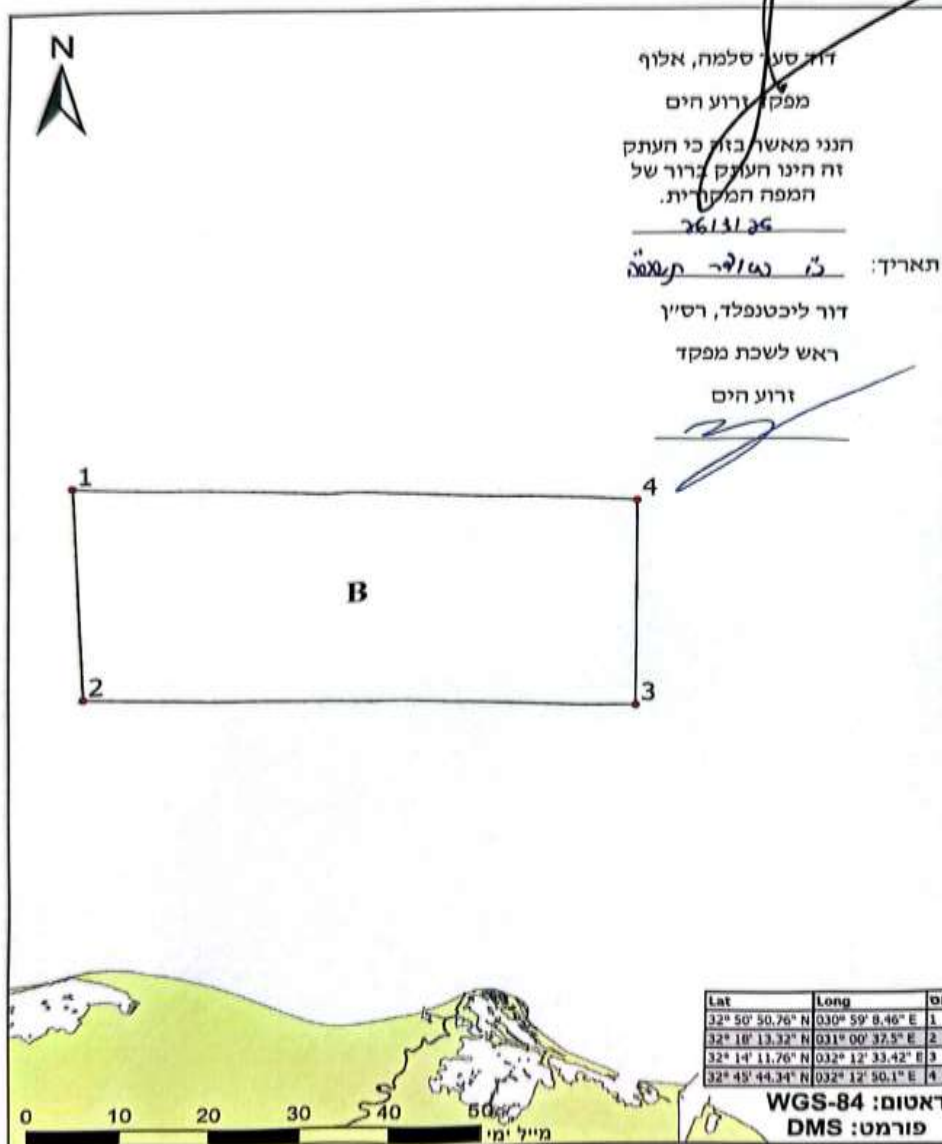 N
דוד סער סלמה, אלוף
מפקד זרוע הים
הנני מאשר בזה כי העתק
זה הינו העתק ברור של
המפה המקורית.
תאריך:
דור ליכטנפלד, רס״ן
ראש לשכת מפקד
זרוע הים
1
4
B
2
3
Lat Long
32° 50' 50.76" N 030° 59' 8.46" E 1
32° 18' 13.32" N 031° 00' 37.5" E 2
32° 14' 11.76" N 032° 12' 33.42" E 3
32° 45' 44.34" N 032° 12' 50.1" E 4
0 10 20 30 40 50
מייל ימי
WGS-84
פורמט: DMS